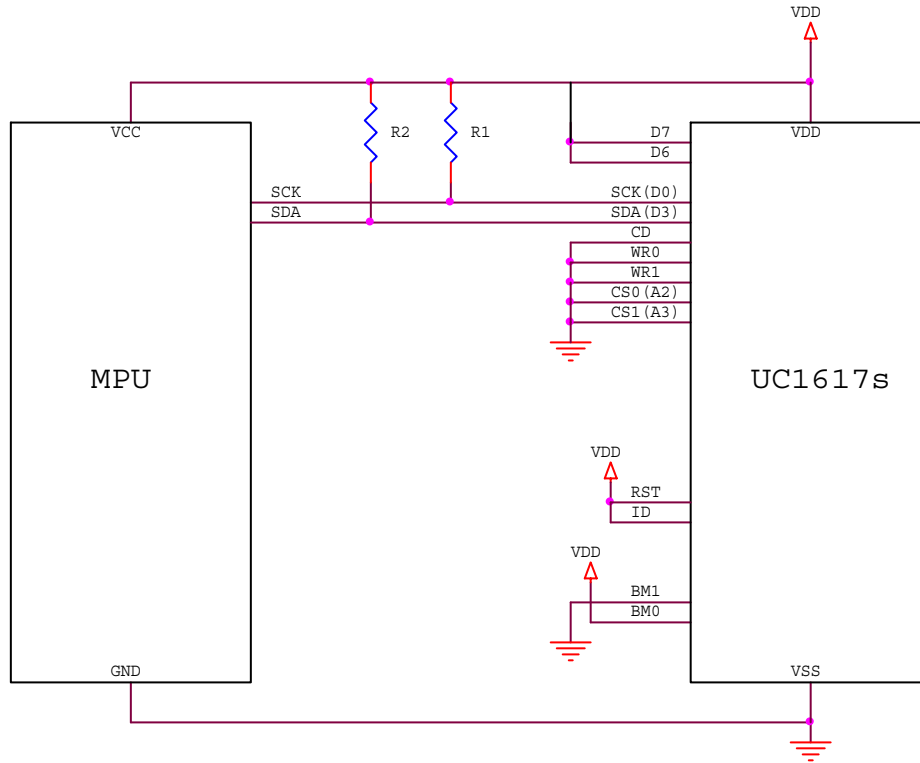 VDD
VCC
R2
R1
D7
VDD
D6
SCK
SCK(D0)
SDA
SDA(D3)
CD
WR0
WR1
CS0(A2)
CS1(A3)
MPU
UC1617s
VDD
RST
ID
VDD
BM1
BM0
GND
VSS